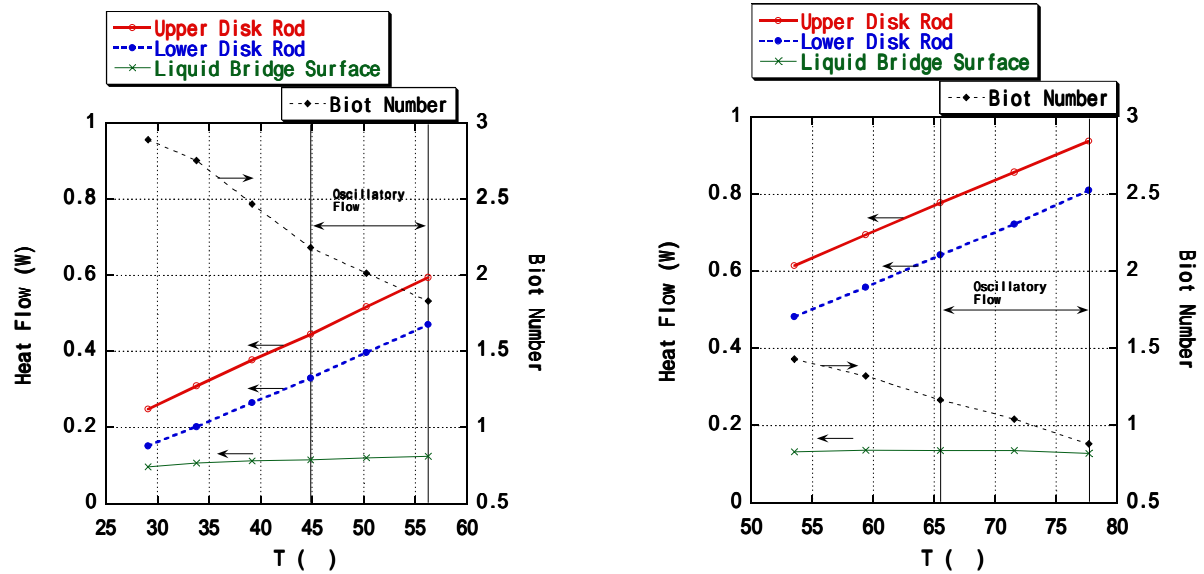 Upper Disk Rod
Lower Disk Rod
Liquid Bridge Surface
Biot Number
1
0.8
0.6
0.4
0.2
0
Heat Flow (W)
3
2.5
2
1.5
1
0.5
Biot Number
Oscillatory
Flow
25 30 35 40 45 50 55 60
T ( )
Upper Disk Rod
Lower Disk Rod
Liquid Bridge Surface
Biot Number
1
0.8
0.6
0.4
0.2
0
Heat Flow (W)
3
2.5
2
1.5
1
0.5
Biot Number
Oscillatory
Flow
50 55 60 65 70 75 80
T ( )